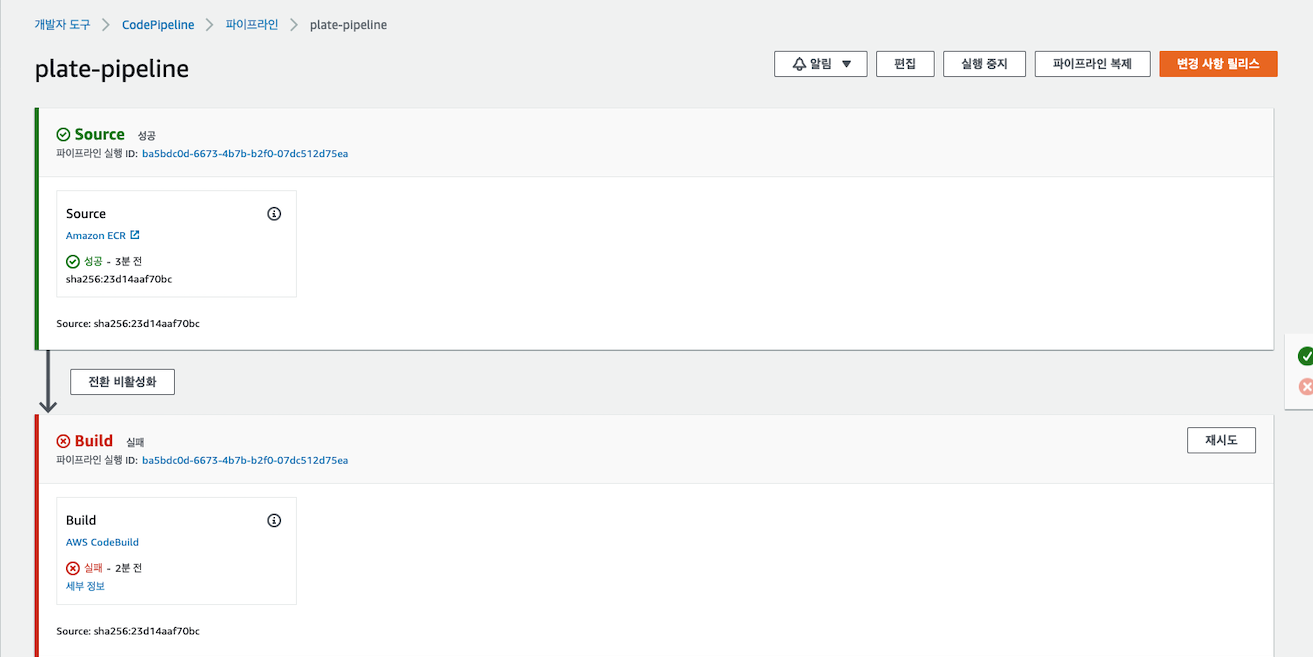 개발자 도구 > CodePipeline > 파이프라인 > plate-pipeline
plate-pipeline
알림 ▼ 편집 실행 중지 파이프라인 복제 변경 사항 릴리스
Source 성공
파이프라인 실행 ID: ba5bdc0d-6673-4b7b-b2f0-07dc512d75ea
Source
Amazon ECR
성공 - 3분 전
sha256:23d14aaf70bc
Source: sha256:23d14aaf70bc
전환 비활성화
Build 실패
재시도
파이프라인 실행 ID: ba5bdc0d-6673-4b7b-b2f0-07dc512d75ea
Build
AWS CodeBuild
실패 - 2분 전
세부 정보
Source: sha256:23d14aaf70bc